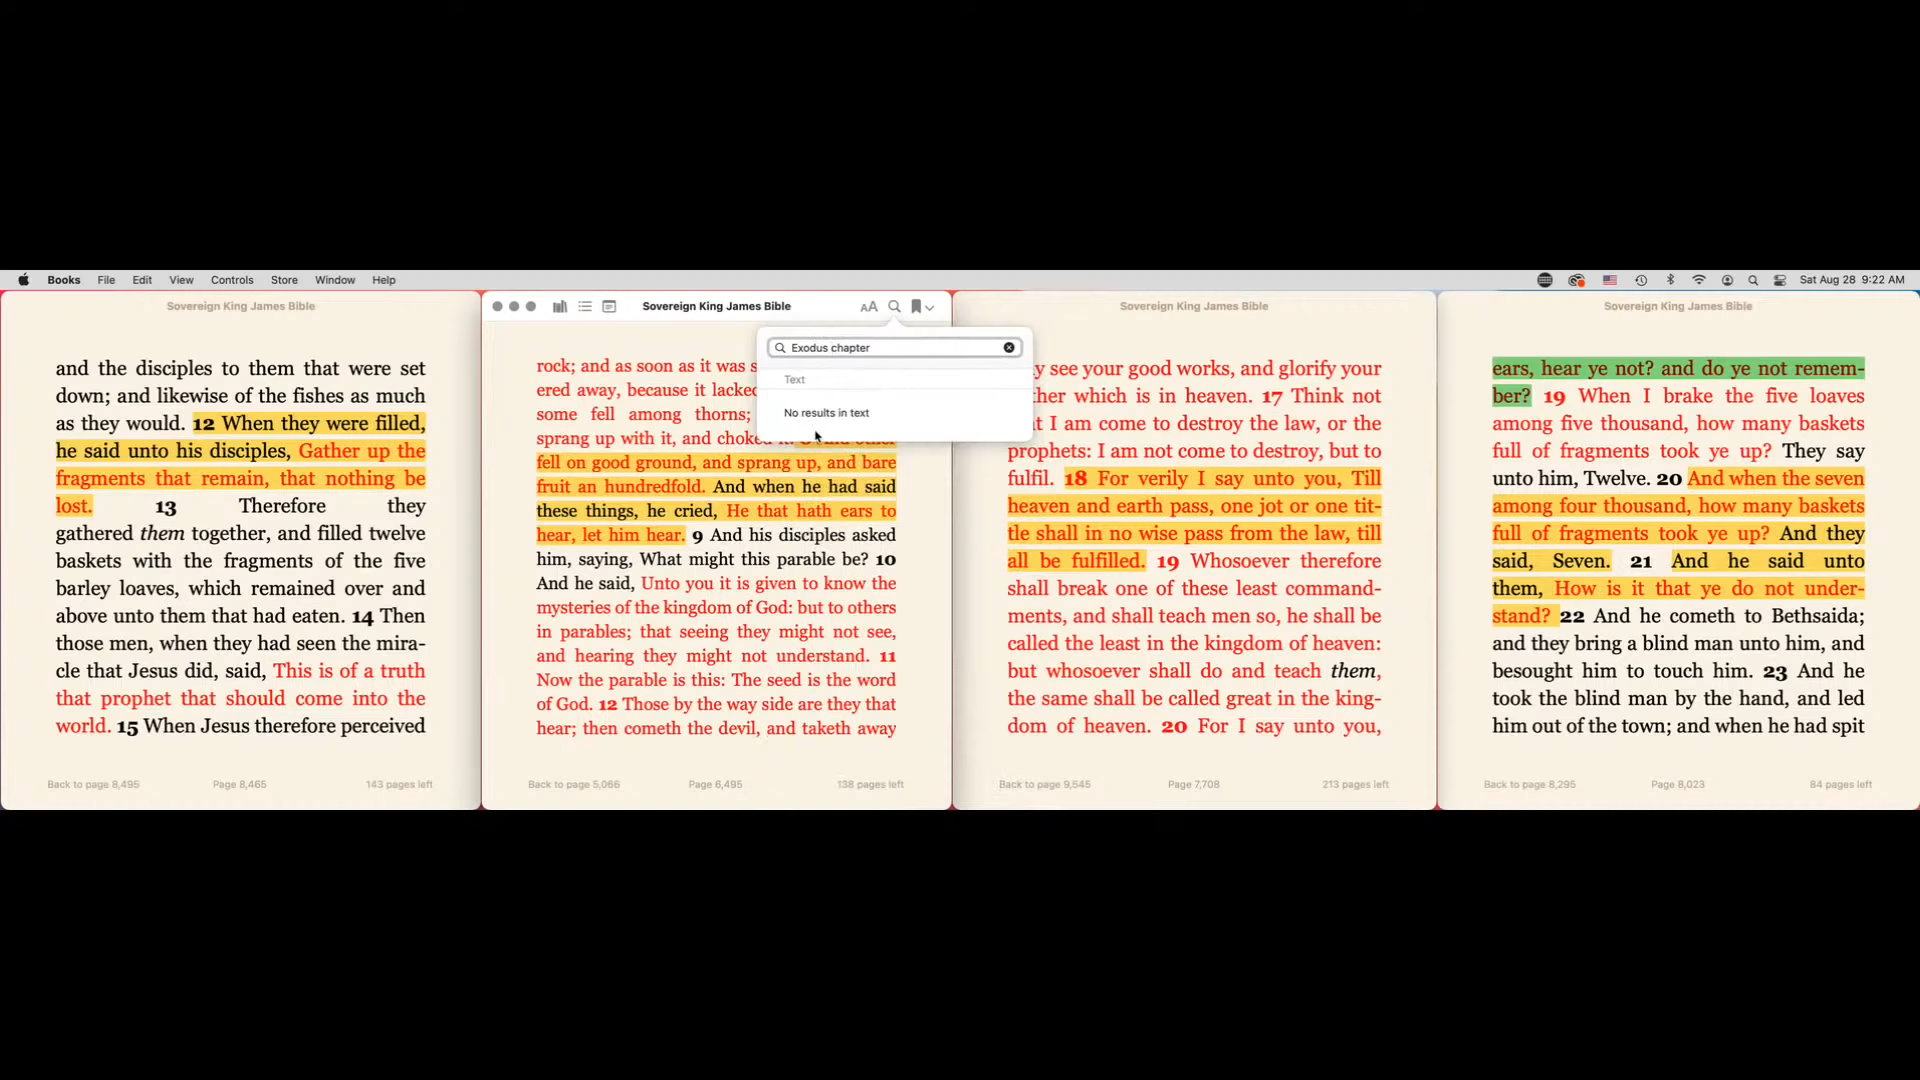 Books File Edit View Controls Store Window Help
Sat Aug 28 9:22 AM
Sovereign King James Bible
and the disciples to them that were set
down; and likewise of the fishes as much
as they would. 12 When they were filled,
he said unto his disciples, Gather up the
fragments that remain, that nothing be
lost. 13 Therefore they
gathered them together, and filled twelve
baskets with the fragments of the five
barley loaves, which remained over and
above unto them that had eaten. 14 Then
those men, when they had seen the mira-
cle that Jesus did, said, This is of a truth
that prophet that should come into the
world. 15 When Jesus therefore perceived
Back to page 8,495 Page 8,465 143 pages left
Sovereign King James Bible
AA
Exodus chapter
Text
No results in text
rock; and as soon as it was s
ered away, because it lacked
some fell among thorns;
sprang up with it, and choked it.
fell on good ground, and sprang up, and bare
fruit an hundredfold. And when he had said
these things, he cried, He that hath ears to
hear, let him hear. 9 And his disciples asked
him, saying, What might this parable be? 10
And he said, Unto you it is given to know the
mysteries of the kingdom of God: but to others
in parables; that seeing they might not see,
and hearing they might not understand. 11
Now the parable is this: The seed is the word
of God. 12 Those by the way side are they that
hear; then cometh the devil, and taketh away
Back to page 5,066 Page 6,495 138 pages left
Sovereign King James Bible
y see your good works, and glorify your
ther which is in heaven. 17 Think not
t I am come to destroy the law, or the
prophets: I am not come to destroy, but to
fulfil. 18 For verily I say unto you, Till
heaven and earth pass, one jot or one tit-
tle shall in no wise pass from the law, till
all be fulfilled. 19 Whosoever therefore
shall break one of these least command-
ments, and shall teach men so, he shall be
called the least in the kingdom of heaven:
but whosoever shall do and teach them,
the same shall be called great in the king-
dom of heaven. 20 For I say unto you,
Back to page 9,545 Page 7,708 213 pages left
Sovereign King James Bible
ears, hear ye not? and do ye not remem-
ber? 19 When I brake the five loaves
among five thousand, how many baskets
full of fragments took ye up? They say
unto him, Twelve. 20 And when the seven
among four thousand, how many baskets
full of fragments took ye up? And they
said, Seven. 21 And he said unto
them, How is it that ye do not under-
stand? 22 And he cometh to Bethsaida;
and they bring a blind man unto him, and
besought him to touch him. 23 And he
took the blind man by the hand, and led
him out of the town; and when he had spit
Back to page 8,295 Page 8,023 84 pages left